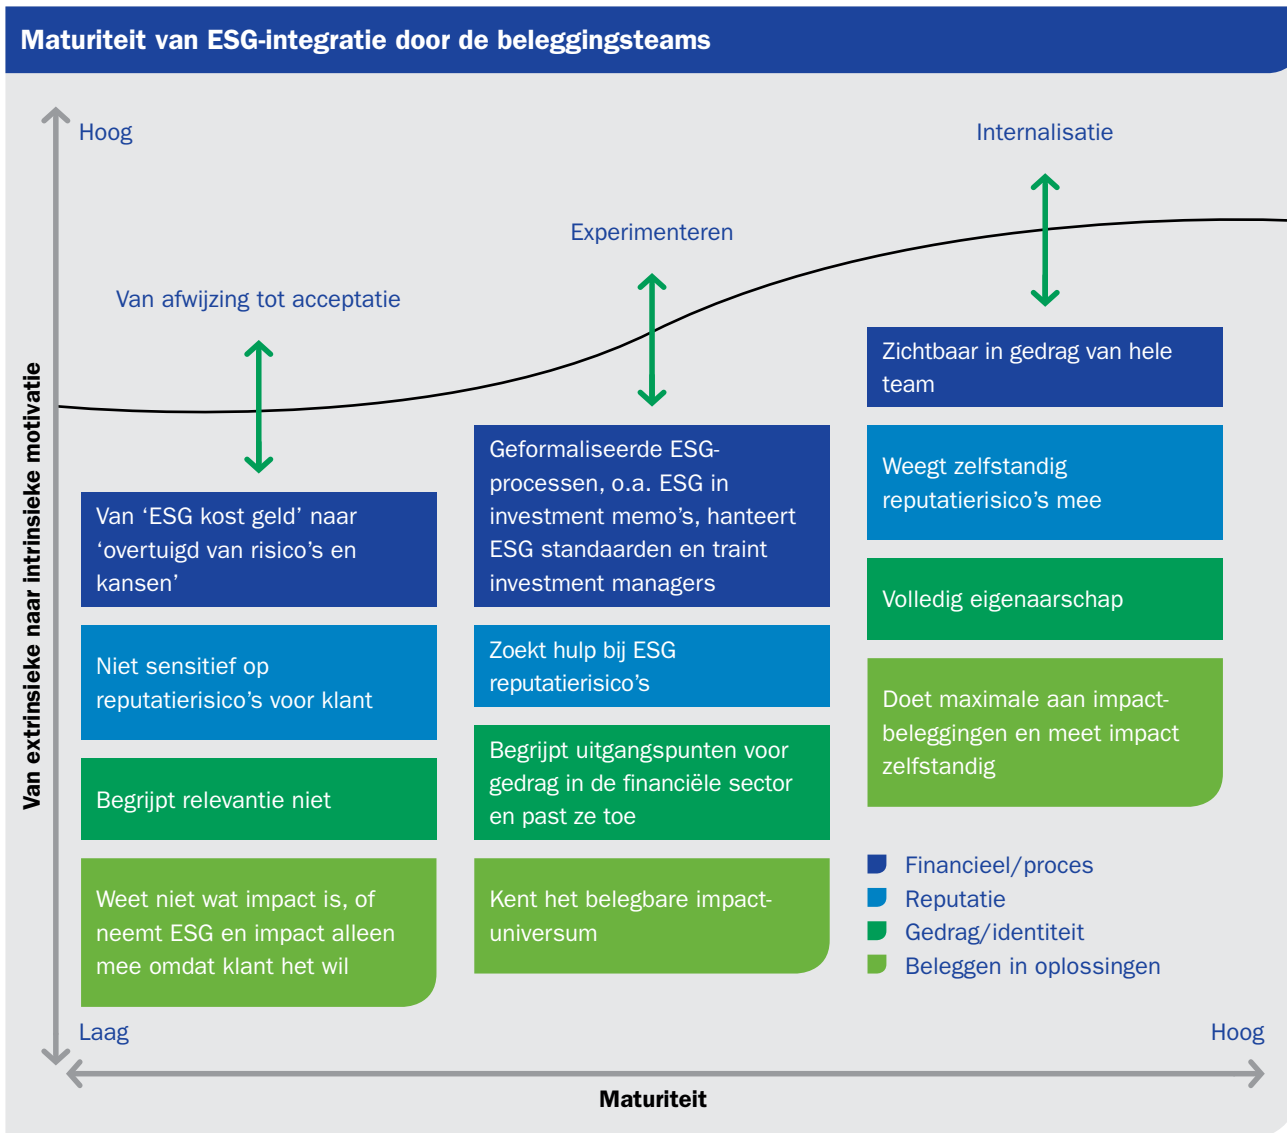 Maturiteit van ESG-integratie door de beleggingsteams
Hoog
Van extrinsieke naar intrinsieke motivatie
Van afwijzing tot acceptatie
Van ‘ESG kost geld’ naar
‘overtuigd van risico’s en
kansen’
Niet sensitief op
reputatierisico’s voor klant
Begrijpt relevantie niet
Weet niet wat impact is, of
neemt ESG en impact alleen
mee omdat klant het wil
Experimenteren
Geformaliseerde ESG-
processen, o.a. ESG in
investment memo’s, hanteert
ESG standaarden en traint
investment managers
Zoekt hulp bij ESG
reputatierisico’s
Begrijpt uitgangspunten voor
gedrag in de financiële sector
en past ze toe
Kent het belegbare impact-
universum
Internalisatie
Zichtbaar in gedrag van hele
team
Weegt zelfstandig
reputatierisico’s mee
Volledig eigenaarschap
Doet maximale aan impact-
beleggingen en meet impact
zelfstandig
Financieel/proces
Reputatie
Gedrag/identiteit
Beleggen in oplossingen
Laag
Hoog
Maturiteit